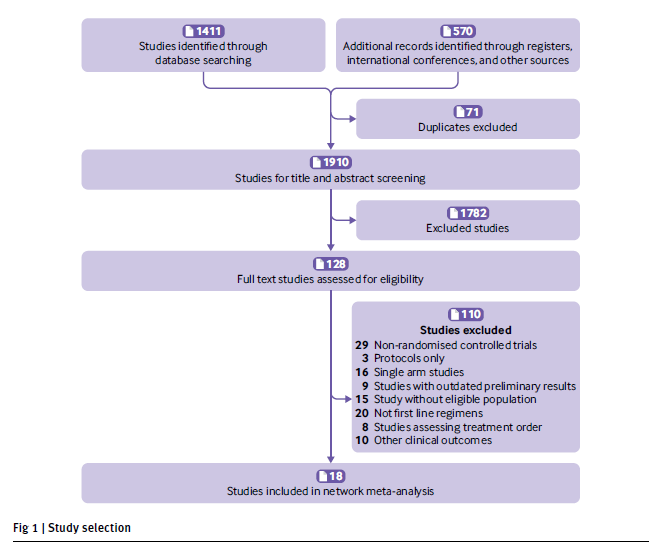 1411
Studies identified through
database searching
570
Additional records identified through registers,
international conferences, and other sources
71
Duplicates excluded
1910
Studies for title and abstract screening
1782
Excluded studies
128
Full text studies assessed for eligibility
110
Studies excluded
29 Non-randomised controlled trials
3 Protocols only
16 Single arm studies
9 Studies with outdated preliminary results
15 Study without eligible population
20 Not first line regimens
8 Studies assessing treatment order
10 Other clinical outcomes
18
Studies included in network meta-analysis
Fig 1 | Study selection